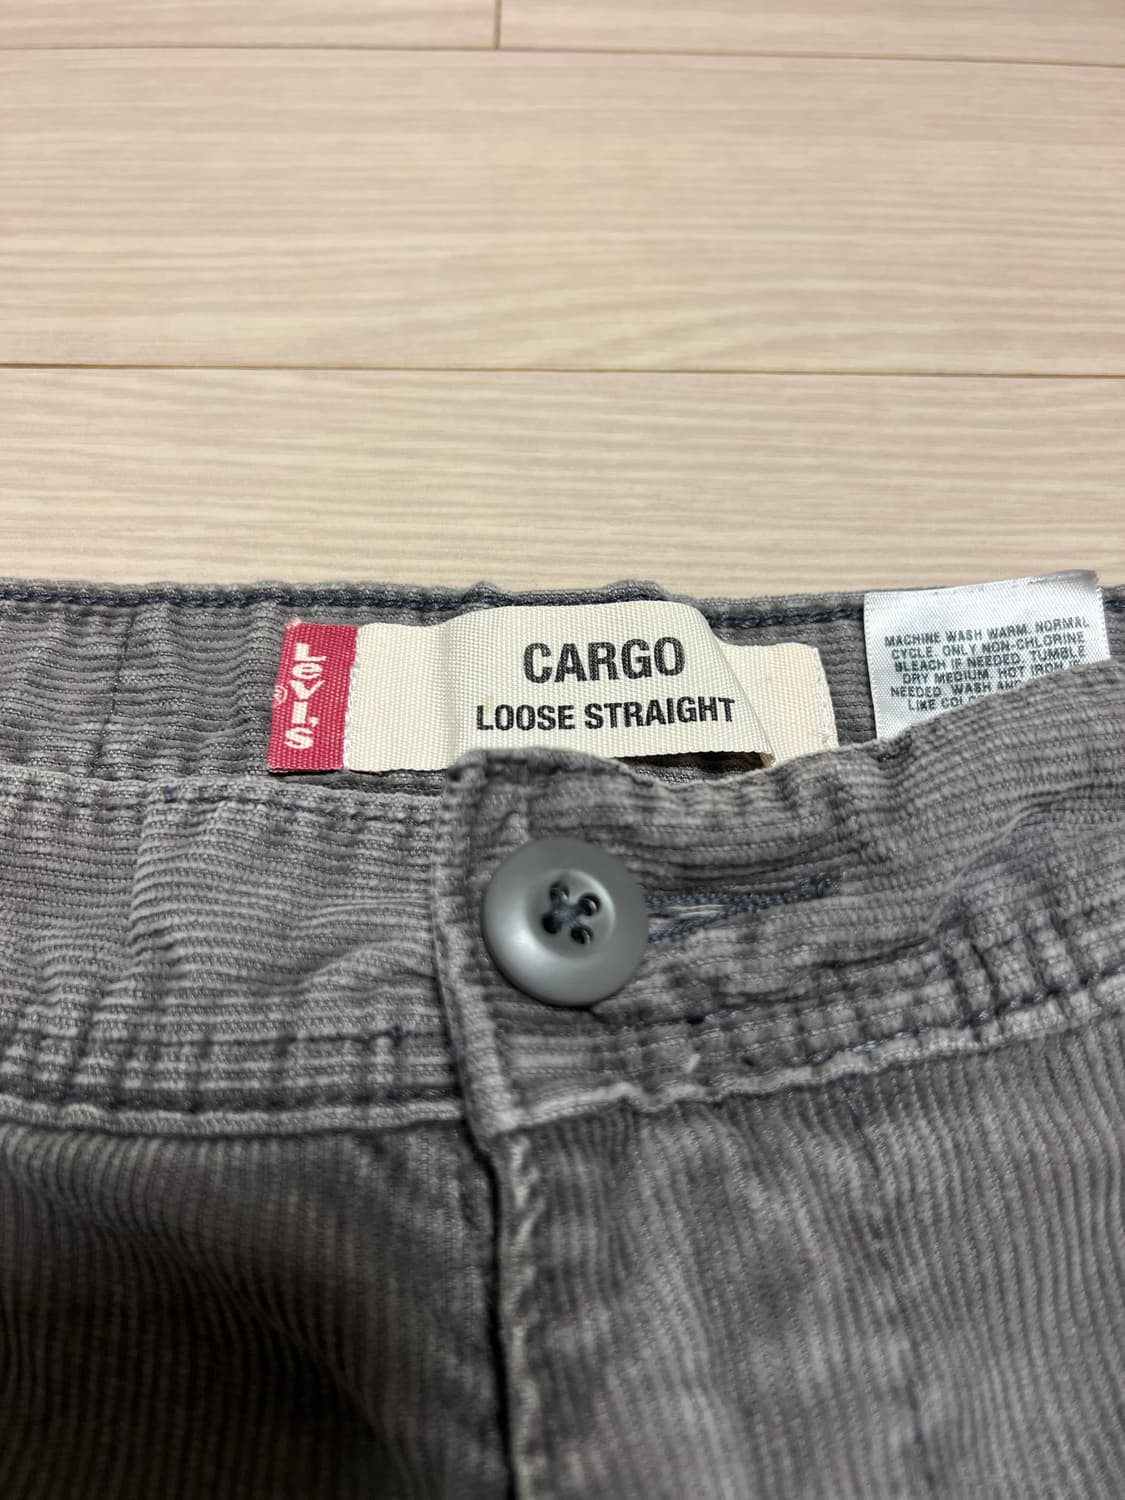 Levi's®
CARGO
LOOSE STRAIGHT
MACHINE WASH WARM, NORMAL
CYCLE. ONLY NON-CHLORINE
BLEACH IF NEEDED. TUMBLE
DRY MEDIUM. HOT IRON
NEEDED. WASH
LIKE